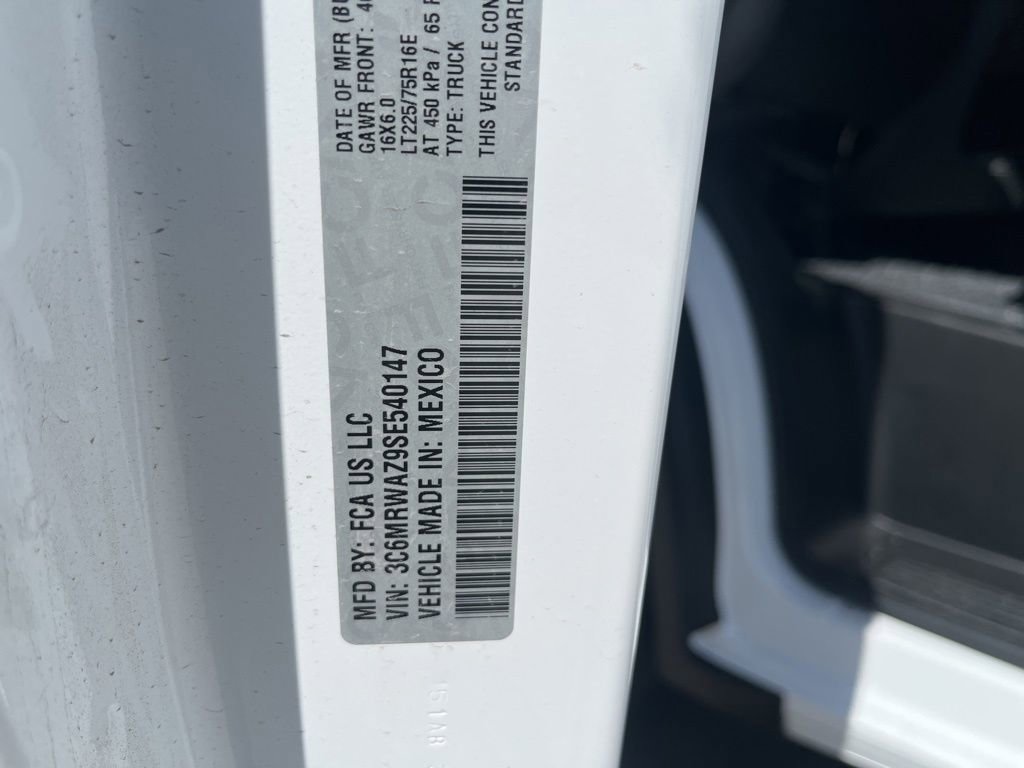 MFD BY: FCA US LLC
VIN: 3C6MRWAZ9SE540147
VEHICLE MADE IN: MEXICO
DATE OF MFR
GAWR FRONT:
16X6.0
LT225/75R16E
AT 450 kPa / 65
TYPE: TRUCK
THIS VEHICLE
STANDARD
151AB